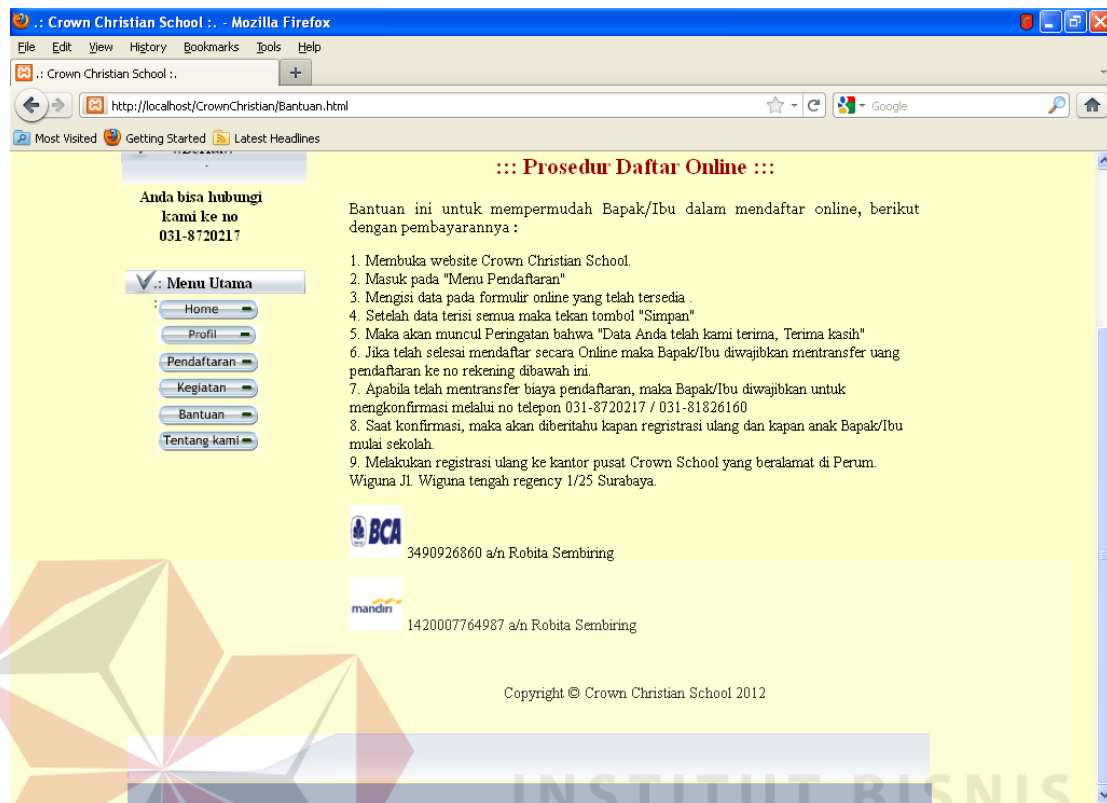 .: Crown Christian School :. - Mozilla Firefox
File Edit View History Bookmarks Tools Help
.: Crown Christian School :.
http://localhost/CrownChristian/Bantuan.html
Google
Most Visited Getting Started Latest Headlines
Anda bisa hubungi
kami ke no
031-8720217
.: Menu Utama
:
Home
Profil
Pendaftaran
Kegiatan
Bantuan
Tentang kami
::: Prosedur Daftar Online :::
Bantuan ini untuk mempermudah Bapak/Ibu dalam mendaftar online, berikut
dengan pembayarannya :
1. Membuka website Crown Christian School.
2. Masuk pada "Menu Pendaftaran"
3. Mengisi data pada formulir online yang telah tersedia .
4. Setelah data terisi semua maka tekan tombol "Simpan"
5. Maka akan muncul Peringatan bahwa "Data Anda telah kami terima, Terima kasih"
6. Jika telah selesai mendaftar secara Online maka Bapak/Ibu diwajibkan mentransfer uang
pendaftaran ke no rekening dibawah ini.
7. Apabila telah mentransfer biaya pendaftaran, maka Bapak/Ibu diwajibkan untuk
mengkonfirmasi melalui no telepon 031-8720217 / 031-81826160
8. Saat konfirmasi, maka akan diberitahu kapan regristrasi ulang dan kapan anak Bapak/Ibu
mulai sekolah.
9. Melakukan registrasi ulang ke kantor pusat Crown School yang beralamat di Perum.
Wiguna Jl. Wiguna tengah regency 1/25 Surabaya.
BCA
3490926860 a/n Robita Sembiring
mandiri
1420007764987 a/n Robita Sembiring
Copyright © Crown Christian School 2012
INSTITUT BISNIS